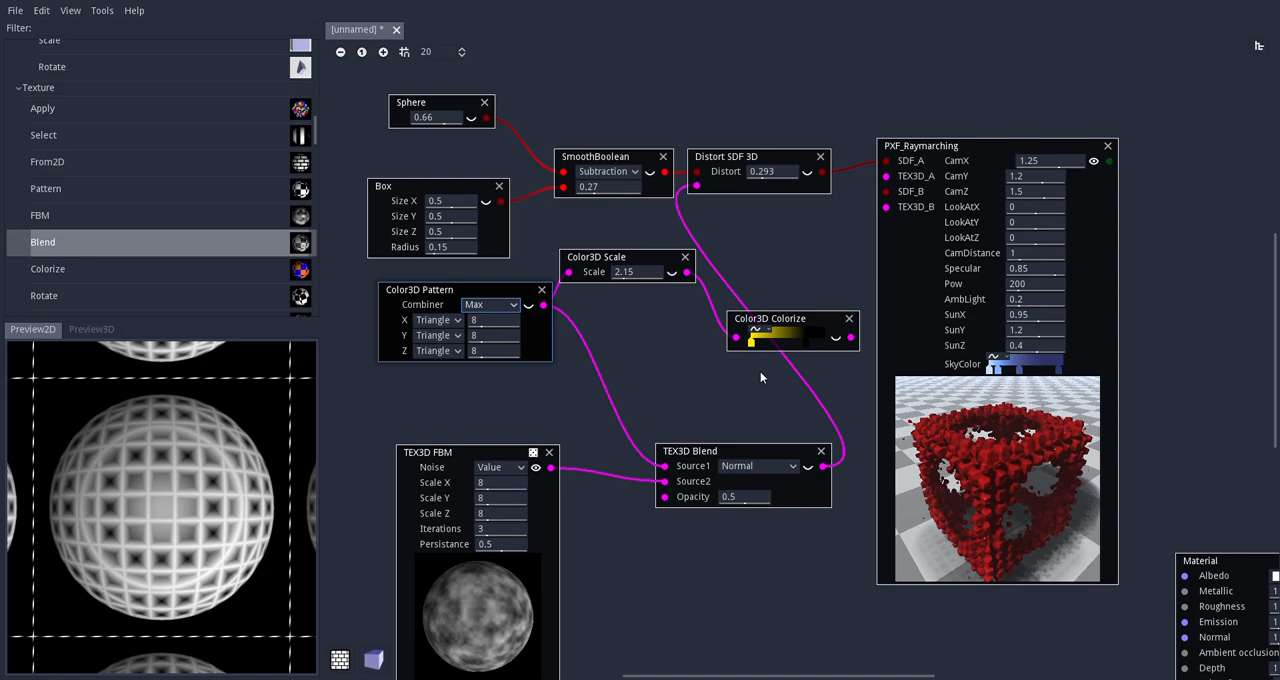 File Edit View Tools Help
Filter:
Scale
Rotate
Texture
Apply
Select
From2D
Pattern
FBM
Blend
Colorize
Rotate
Preview2D Preview3D
[unnamed] *
20
Sphere
0.66
Box
Size X 0.5
Size Y 0.5
Size Z 0.5
Radius 0.15
SmoothBoolean
Subtraction
0.27
Distort SDF 3D
Distort 0.293
Color3D Scale
Scale 2.15
Color3D Pattern
Combiner Max
X Triangle 8
Y Triangle 8
Z Triangle 8
Color3D Colorize
TEX3D FBM
Noise Value
Scale X 8
Scale Y 8
Scale Z 8
Iterations 3
Persistance 0.5
TEX3D Blend
Source1 Normal
Source2
Opacity 0.5
PXF_Raymarching
SDF_A CamX 1.25
TEX3D_A CamY 1.2
SDF_B CamZ 1.5
TEX3D_B LookAtX 0
LookAtY 0
LookAtZ 0
CamDistance 1
Specular 0.85
Pow 200
AmbLight 0.2
SunX 0.95
SunY 1.2
SunZ 0.4
SkyColor
Material
Albedo
Metallic 1
Roughness 1
Emission 1
Normal 1
Ambient occlusion
Depth 1